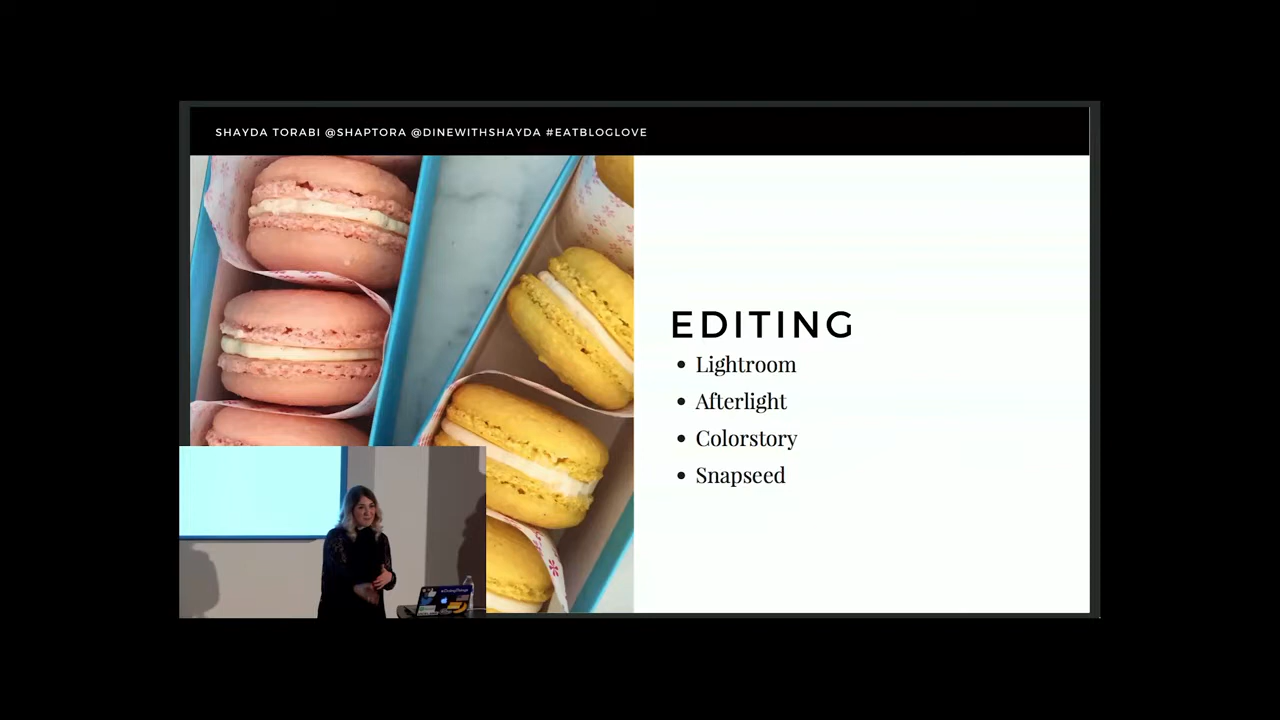 SHAYDA TORABI @SHAPTORA @DINEWITHSHAYDA #EATBLOGLOVE
EDITING
• Lightroom
• Afterlight
• Colorstory
• Snapseed